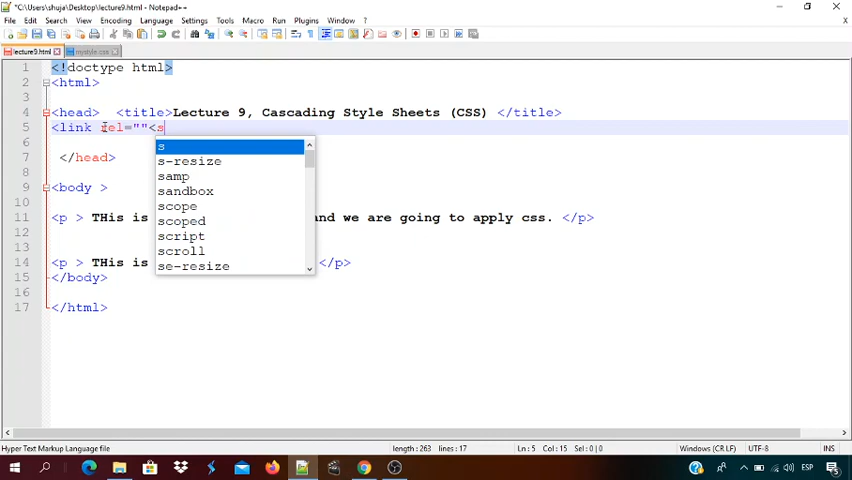 *C:\Users\shuja\Desktop\lecture9.html - Notepad++
File Edit Search View Encoding Language Settings Tools Macro Run Plugins Window ?
lecture9.html mystyle.css
1 <!doctype html>
2 <html>
3
4 <head> <title>Lecture 9, Cascading Style Sheets (CSS) </title>
5 <link rel=""<s
6 s
7 </head> s-resize
8 samp
9 <body > sandbox
10 scope
11 <p > THis is scoped and we are going to apply css. </p>
12 script
13 scroll
14 <p > THis is se-resize </p>
15 </body>
16
17 </html>
Hyper Text Markup Language file length : 263 lines : 17 Ln : 5 Col : 15 Sel : 0 | 0 Windows (CR LF) UTF-8 INS
ESP